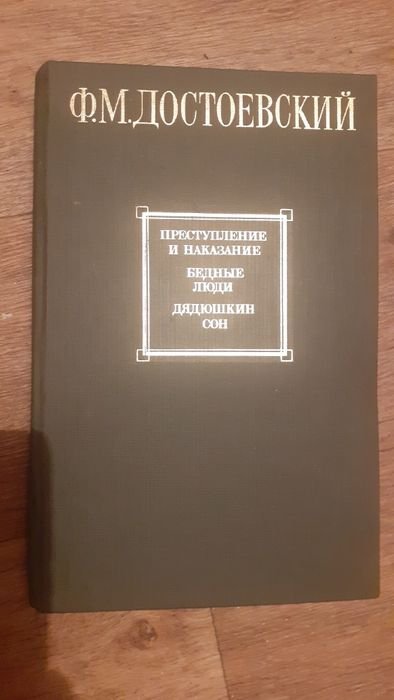 Ф.М.ДОСТОЕВСКИЙ
ПРЕСТУПЛЕНИЕ
И НАКАЗАНИЕ
БЕДНЫЕ
ЛЮДИ
ДЯДЮШКИН
СОН